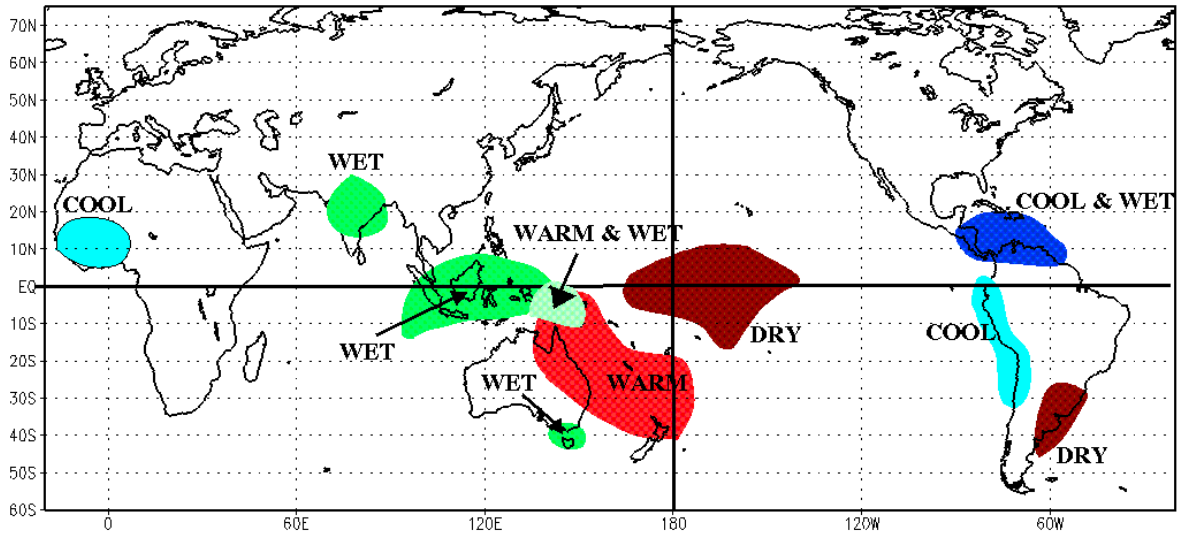 70N
60N
50N
40N
30N
20N
10N
EQ
10S
20S
30S
40S
50S
60S
WET
COOL
COOL & WET
WARM & WET
WET
DRY
COOL
WET
WARM
DRY
0
60E
120E
180
120W
60W